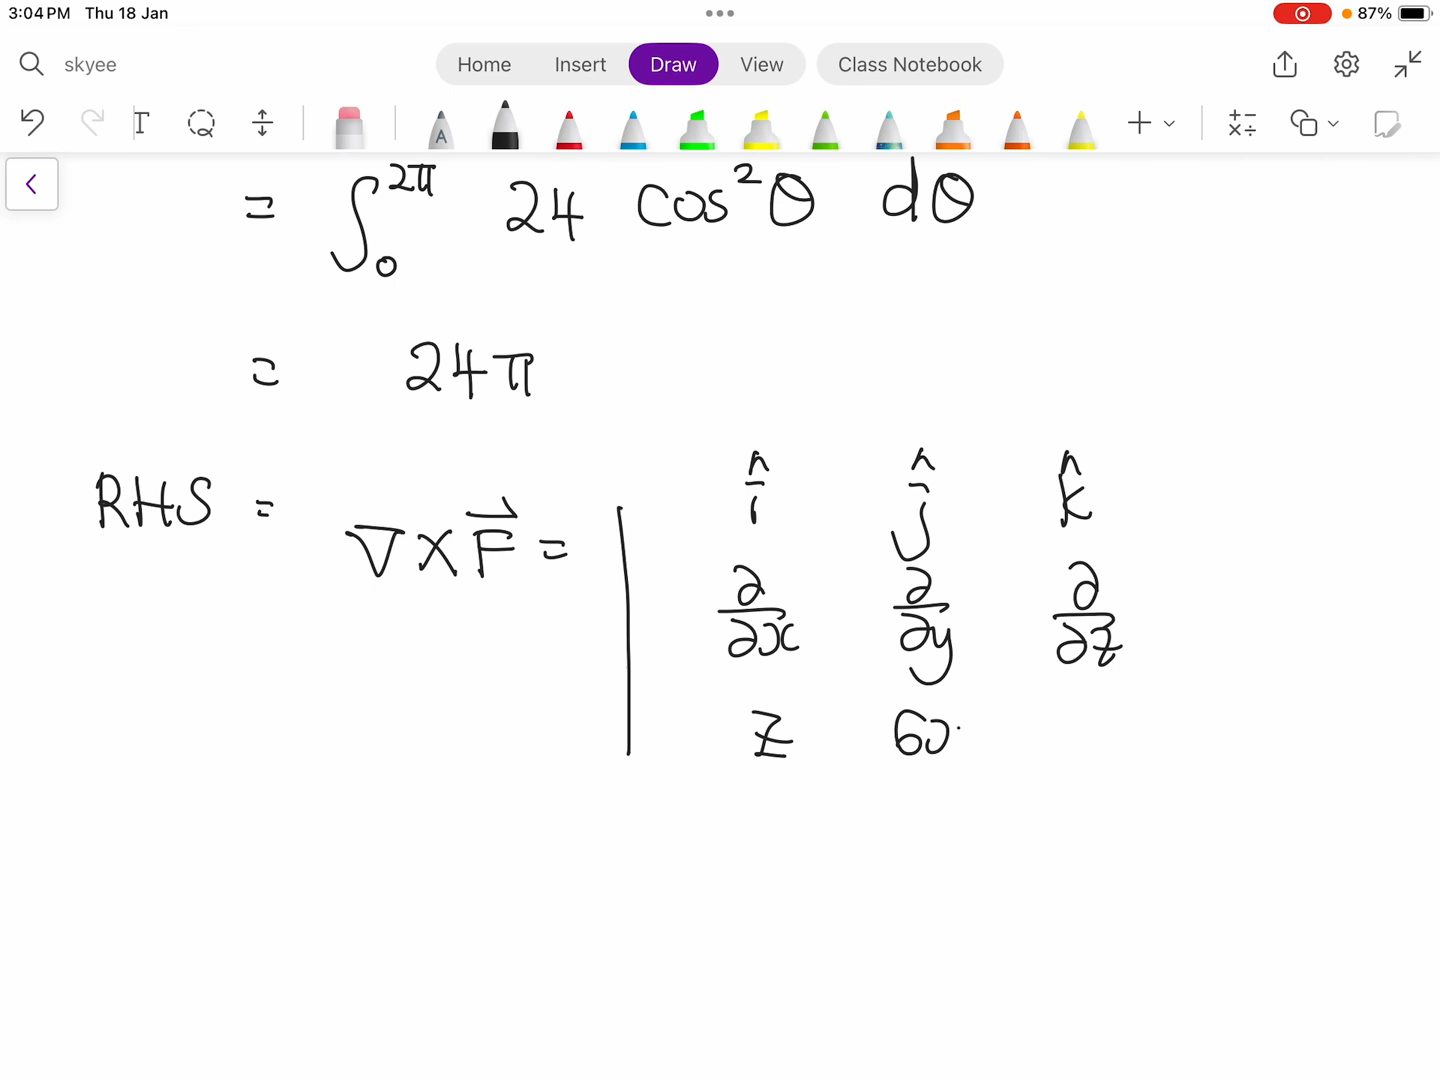 3:04 PM Thu 18 Jan 87%
skyee Home Insert Draw View Class Notebook
T A
= ∫₀^2π 24 cos²θ dθ
= 24π
RHS = ∇×F⃗ = | î ĵ k̂
∂/∂x ∂/∂y ∂/∂z
z